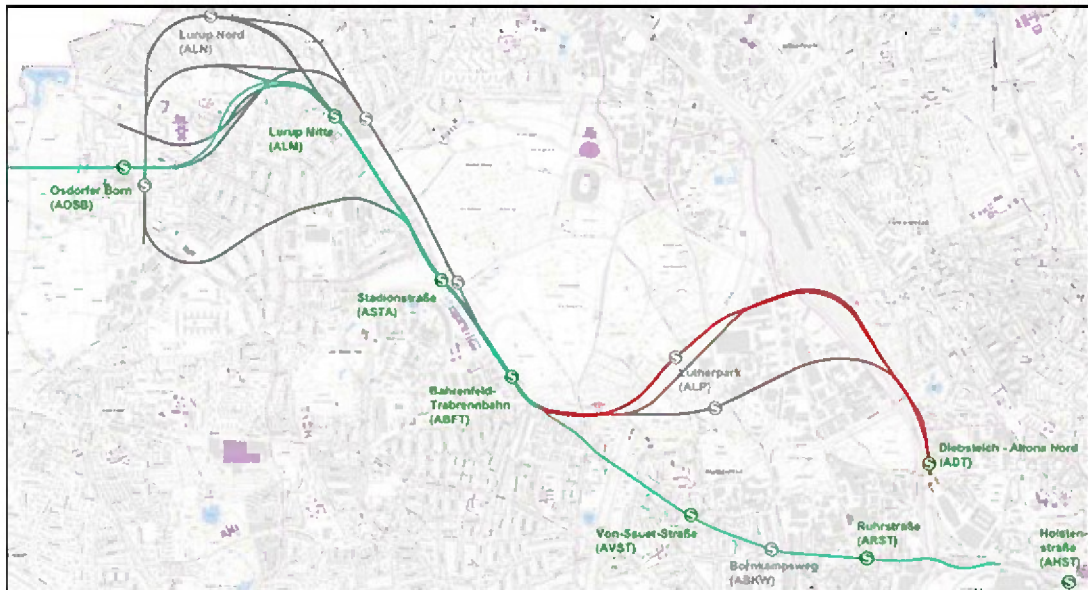 Lurup Nord
(ALN)
Lurup Mitte
(ALM)
Osdorfer Born
(AOSB)
Stadionstraße
(ASTA)
Lutherpark
(ALP)
Bahrenfeld-
Trabrennbahn
(ABFT)
Diebsteich - Altona Nord
(ADT)
Von-Sauer-Straße
(AVST)
Bornkampsweg
(ABKW)
Ruhrstraße
(ARST)
Holsten-
straße
(AHST)